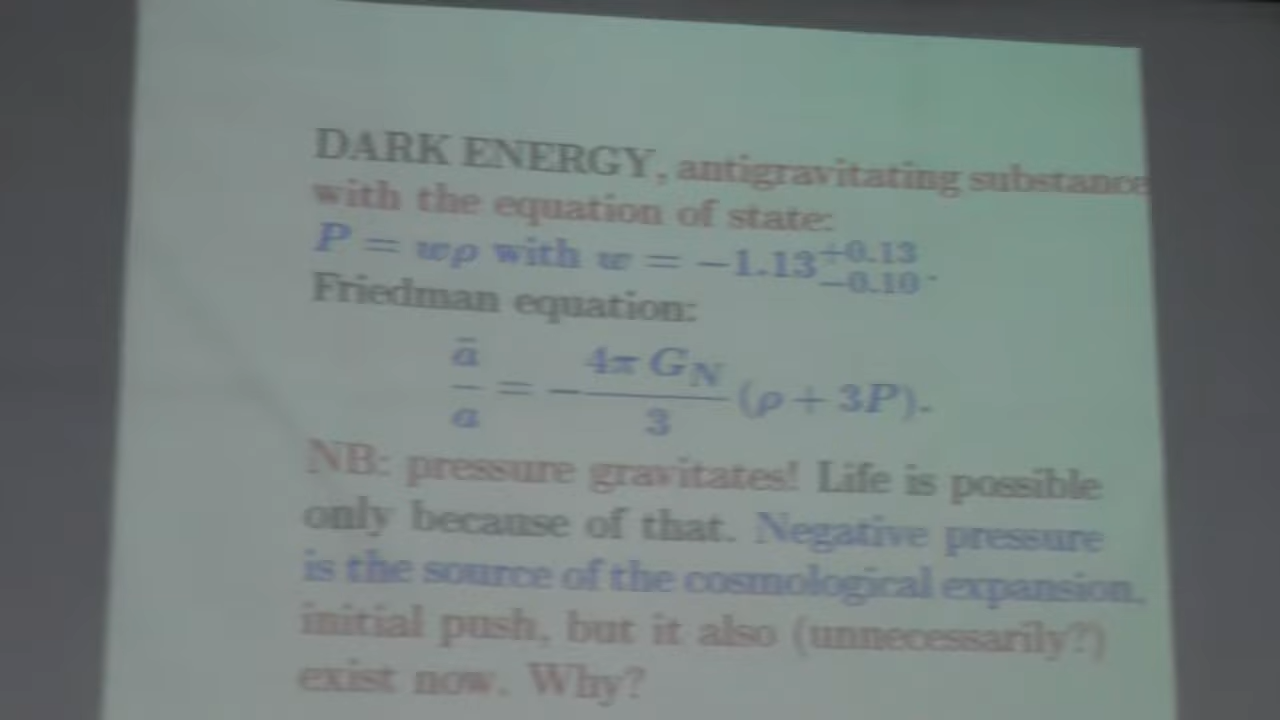 DARK ENERGY, antigravitating substance
with the equation of state:
P = wρ with w = −1.13 +0.13 −0.10 .
Friedman equation:
ä/a = − 4π G_N / 3 (ρ + 3P).
NB: pressure gravitates! Life is possible
only because of that. Negative pressure
is the source of the cosmological expansion.
initial push, but it also (unnecessarily?)
exist now. Why?